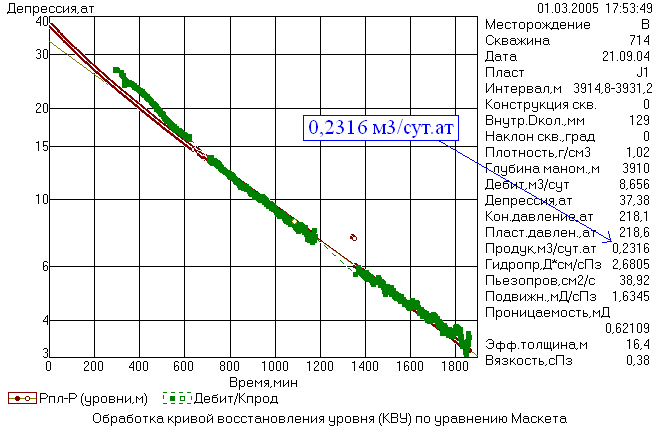 Депрессия,ат
01.03.2005 17:53:49
40
30
20
15
10
6
4
3
0 200 400 600 800 1000 1200 1400 1600 1800
Время,мин
0,2316 м3/сут.ат
Месторождение В
Скважина 714
Дата 21.09.04
Пласт J1
Интервал,м 3914,8-3931,2
Конструкция скв. 0
Внутр.Dкол.,мм 129
Наклон скв.,град 0
Плотность,г/см3 1,02
Глубина маном.,м 3910
Дебит,м3/сут 8,656
Депрессия,ат 37,38
Кон.давление,ат 218,1
Пласт.давлен.,ат 218,6
Продук,м3/сут.ат 0,2316
Гидропр,Д*см/сПз 2,6805
Пьезопров,см2/с 38,92
Подвижн.,мД/сПз 1,6345
Проницаемость,мД
0,62109
Эфф.толщина,м 16,4
Вязкость,сПз 0,38
Рпл-Р (уровни,м) Дебит/Кпрод
Обработка кривой восстановления уровня (КВУ) по уравнению Маскета